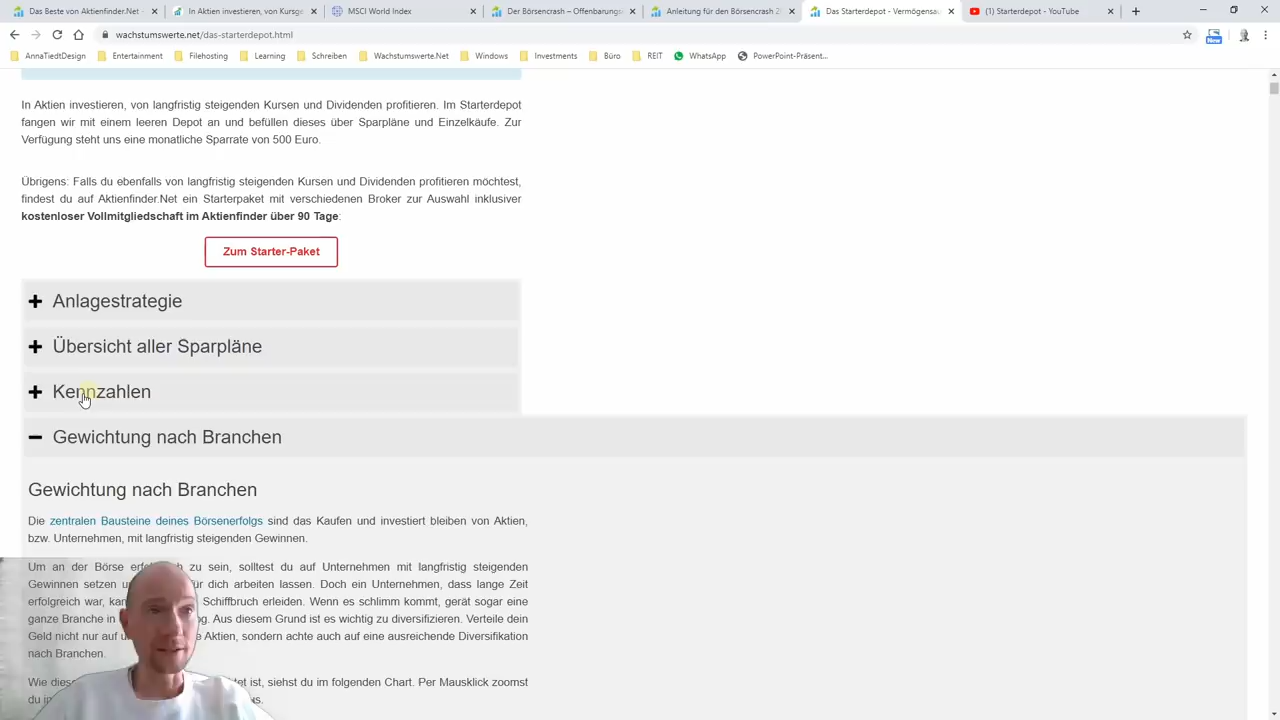 Das Beste von Aktienfinder.Net -
In Aktien investieren, von Kursge
MSCI World Index
Der Börsencrash – Offenbarungs
Anleitung für den Börsencrash 2
Das Starterdepot - Vermögensau
(1) Starterdepot - YouTube
wachstumswerte.net/das-starterdepot.html
New
AnnaTiedtDesign
Entertainment
Filehosting
Learning
Schreiben
Wachstumswerte.Net
Windows
Investments
Büro
REIT
WhatsApp
PowerPoint-Präsent...
In Aktien investieren, von langfristig steigenden Kursen und Dividenden profitieren. Im Starterdepot
fangen wir mit einem leeren Depot an und befüllen dieses über Sparpläne und Einzelkäufe. Zur
Verfügung steht uns eine monatliche Sparrate von 500 Euro.
Übrigens: Falls du ebenfalls von langfristig steigenden Kursen und Dividenden profitieren möchtest,
findest du auf Aktienfinder.Net ein Starterpaket mit verschiedenen Broker zur Auswahl inklusiver
kostenloser Vollmitgliedschaft im Aktienfinder über 90 Tage:
Zum Starter-Paket
Anlagestrategie
Übersicht aller Sparpläne
Kennzahlen
Gewichtung nach Branchen
Gewichtung nach Branchen
Die zentralen Bausteine deines Börsenerfolgs sind das Kaufen und investiert bleiben von Aktien,
bzw. Unternehmen, mit langfristig steigenden Gewinnen.
Um an der Börse zu sein, solltest du auf Unternehmen mit langfristig steigenden
Gewinnen setzen für dich arbeiten lassen. Doch ein Unternehmen, dass lange Zeit
erfolgreich war, Schiffbruch erleiden. Wenn es schlimm kommt, gerät sogar eine
ganze Branche in Aus diesem Grund ist es wichtig zu diversifizieren. Verteile dein
Geld nicht nur auf Aktien, sondern achte auch auf eine ausreichende Diversifikation
nach Branchen.
Wie ist, siehst du im folgenden Chart. Per Mausklick zoomst
du